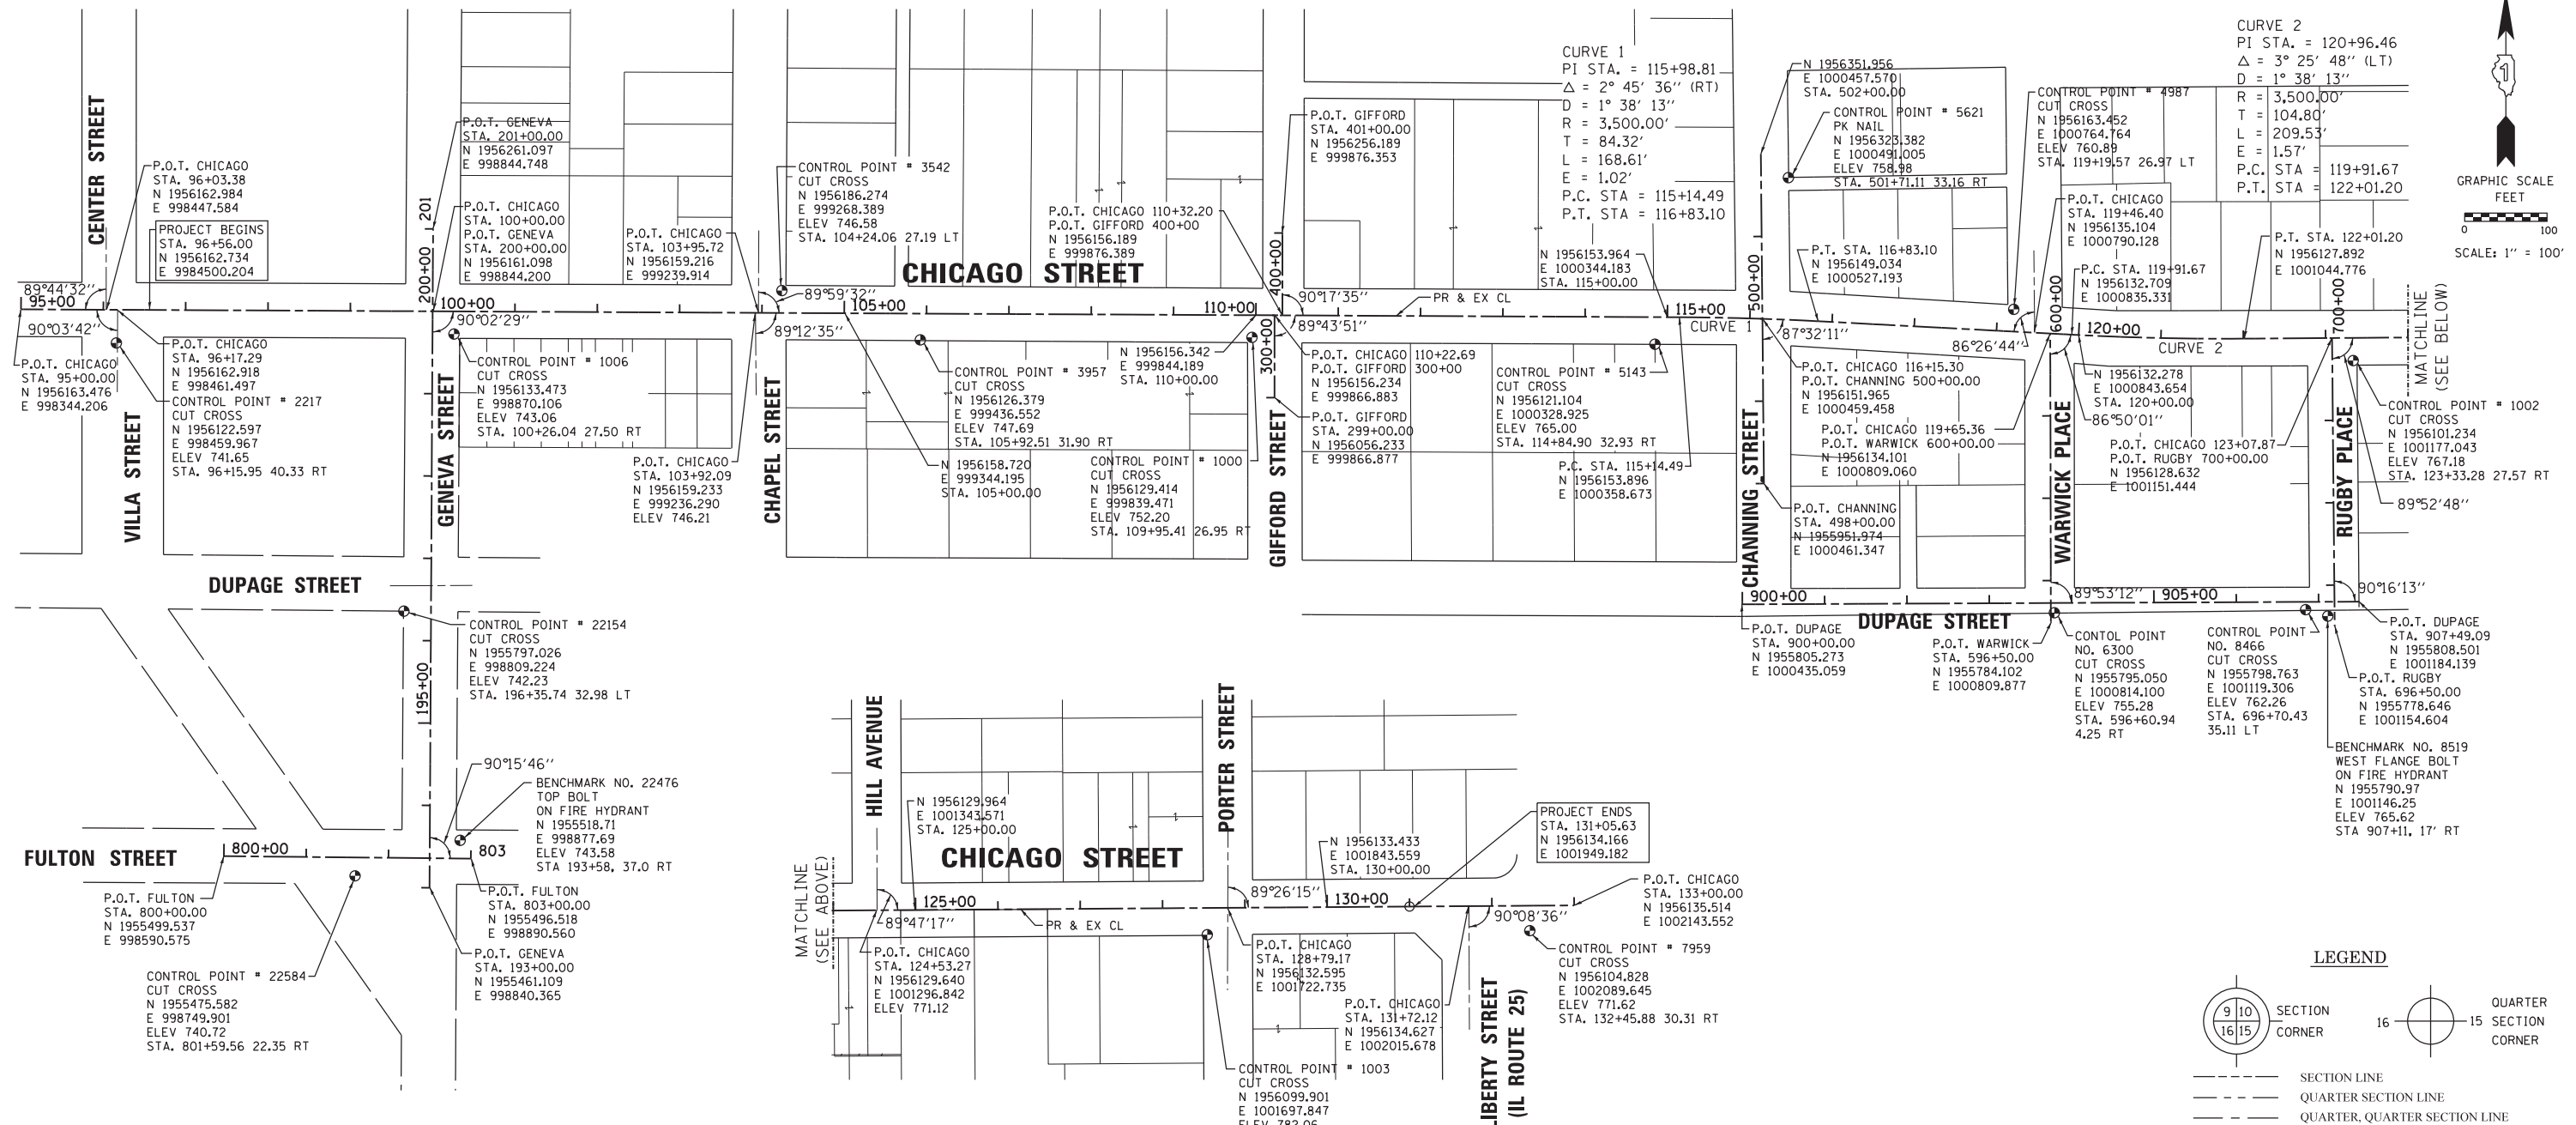 CENTER STREET
P.O.T. CHICAGO
STA. 96+03.38
N 1956162.984
E 998447.584
PROJECT BEGINS
STA. 96+56.00
N 1956162.734
E 9984500.204
89°44'32''
95+00
90°03'42''
P.O.T. CHICAGO
STA. 95+00.00
N 1956163.476
E 998344.206
P.O.T. CHICAGO
STA. 96+17.29
N 1956162.918
E 998461.497
CONTROL POINT # 2217
CUT CROSS
N 1956122.597
E 998459.967
ELEV 741.65
STA. 96+15.95 40.33 RT
VILLA STREET
P.O.T. GENEVA
STA. 201+00.00
N 1956261.097
E 998844.748
201
200+00
P.O.T. CHICAGO
STA. 100+00.00
P.O.T. GENEVA
STA. 200+00.00
N 1956161.098
E 998844.200
100+00
90°02'29''
CONTROL POINT # 1006
CUT CROSS
N 1956133.473
E 998870.106
ELEV 743.06
STA. 100+26.04 27.50 RT
GENEVA STREET
P.O.T. CHICAGO
STA. 103+95.72
N 1956159.216
E 999239.914
CONTROL POINT # 3542
CUT CROSS
N 1956186.274
E 999268.389
ELEV 746.58
STA. 104+24.06 27.19 LT
CHICAGO STREET
89°59'32''
105+00
89°12'35''
P.O.T. CHICAGO
STA. 103+92.09
N 1956159.233
E 999236.290
ELEV 746.21
CHAPEL STREET
CONTROL POINT # 3957
CUT CROSS
N 1956126.379
E 999436.552
ELEV 747.69
STA. 105+92.51 31.90 RT
N 1956158.720
E 999344.195
STA. 105+00.00
P.O.T. CHICAGO 110+32.20
P.O.T. GIFFORD 400+00
N 1956156.189
E 999876.389
110+00
N 1956156.342
E 999844.189
STA. 110+00.00
CONTROL POINT # 1000
CUT CROSS
N 1956129.414
E 999839.471
ELEV 752.20
STA. 109+95.41 26.95 RT
P.O.T. GIFFORD
STA. 401+00.00
N 1956256.189
E 999876.353
400+00
90°17'35''
300+00
89°43'51''
PR & EX CL
P.O.T. CHICAGO 110+22.69
P.O.T. GIFFORD
300+00
N 1956156.234
E 999866.883
P.O.T. GIFFORD
STA. 299+00.00
N 1956056.233
E 999866.877
GIFFORD STREET
CURVE 1
PI STA. = 115+98.81
Δ = 2° 45' 36'' (RT)
D = 1° 38' 13''
R = 3,500.00'
T = 84.32'
L = 168.61'
E = 1.02'
P.C. STA = 115+14.49
P.T. STA = 116+83.10
N 1956153.964
E 1000344.183
STA. 115+00.00
115+00
CURVE 1
CONTROL POINT # 5143
CUT CROSS
N 1956121.104
E 1000328.925
ELEV 765.00
STA. 114+84.90 32.93 RT
P.C. STA. 115+14.49
N 1956153.896
E 1000358.673
N 1956351.956
E 1000457.570
STA. 502+00.00
CONTROL POINT # 5621
PK NAIL
N 1956323.382
E 1000491.005
ELEV 758.98
STA. 501+71.11 33.16 RT
500+00
P.T. STA. 116+83.10
N 1956149.034
E 1000527.193
87°32'11''
P.O.T. CHICAGO 116+15.30
P.O.T. CHANNING 500+00.00
N 1956151.965
E 1000459.458
P.O.T. CHICAGO 119+65.36
P.O.T. WARWICK 600+00.00
N 1956134.101
E 1000809.060
P.O.T. CHANNING
STA. 498+00.00
N 1955951.974
E 1000461.347
CHANNING STREET
CONTROL POINT # 4987
CUT CROSS
N 1956163.452
E 1000764.764
ELEV 760.89
STA. 119+19.57 26.97 LT
P.O.T. CHICAGO
STA. 119+46.40
N 1956135.104
E 1000790.128
P.C. STA. 119+91.67
N 1956132.709
E 1000835.331
86°26'44''
600+00
120+00
CURVE 2
N 1956132.278
E 1000843.654
STA. 120+00.00
86°50'01''
WARWICK PLACE
CURVE 2
PI STA. = 120+96.46
Δ = 3° 25' 48'' (LT)
D = 1° 38' 13''
R = 3,500.00'
T = 104.80'
L = 209.53'
E = 1.57'
P.C. STA = 119+91.67
P.T. STA = 122+01.20
P.T. STA. 122+01.20
N 1956127.892
E 1001044.776
700+00
P.O.T. CHICAGO 123+07.87
P.O.T. RUGBY 700+00.00
N 1956128.632
E 1001151.444
RUGBY PLACE
MATCHLINE
(SEE BELOW)
CONTROL POINT # 1002
CUT CROSS
N 1956101.234
E 1001177.043
ELEV 767.18
STA. 123+33.28 27.57 RT
89°52'48''
GRAPHIC SCALE
FEET
0 100
SCALE: 1'' = 100'
DUPAGE STREET
CONTROL POINT # 22154
CUT CROSS
N 1955797.026
E 998809.224
ELEV 742.23
STA. 196+35.74 32.98 LT
195+00
90°15'46''
BENCHMARK NO. 22476
TOP BOLT
ON FIRE HYDRANT
N 1955518.71
E 998877.69
ELEV 743.58
STA 193+58, 37.0 RT
FULTON STREET
800+00
803
P.O.T. FULTON
STA. 800+00.00
N 1955499.537
E 998590.575
P.O.T. FULTON
STA. 803+00.00
N 1955496.518
E 998890.560
P.O.T. GENEVA
STA. 193+00.00
N 1955461.109
E 998840.365
CONTROL POINT # 22584
CUT CROSS
N 1955475.582
E 998749.901
ELEV 740.72
STA. 801+59.56 22.35 RT
900+00
89°53'12''
905+00
90°16'13''
DUPAGE STREET
P.O.T. DUPAGE
STA. 900+00.00
N 1955805.273
E 1000435.059
P.O.T. WARWICK
STA. 596+50.00
N 1955784.102
E 1000809.877
CONTOL POINT
NO. 6300
CUT CROSS
N 1955795.050
E 1000814.100
ELEV 755.28
STA. 596+60.94
4.25 RT
CONTROL POINT
NO. 8466
CUT CROSS
N 1955798.763
E 1001119.306
ELEV 762.26
STA. 696+70.43
35.11 LT
P.O.T. DUPAGE
STA. 907+49.09
N 1955808.501
E 1001184.139
P.O.T. RUGBY
STA. 696+50.00
N 1955778.646
E 1001154.604
BENCHMARK NO. 8519
WEST FLANGE BOLT
ON FIRE HYDRANT
N 1955790.97
E 1001146.25
ELEV 765.62
STA 907+11, 17' RT
HILL AVENUE
N 1956129.964
E 1001343.571
STA. 125+00.00
CHICAGO STREET
MATCHLINE
(SEE ABOVE)
125+00
89°47'17''
PR & EX CL
P.O.T. CHICAGO
STA. 124+53.27
N 1956129.640
E 1001296.842
ELEV 771.12
PORTER STREET
89°26'15''
N 1956133.433
E 1001843.559
STA. 130+00.00
130+00
PROJECT ENDS
STA. 131+05.63
N 1956134.166
E 1001949.182
P.O.T. CHICAGO
STA. 133+00.00
N 1956135.514
E 1002143.552
90°08'36''
P.O.T. CHICAGO
STA. 128+79.17
N 1956132.595
E 1001722.735
P.O.T. CHICAGO
STA. 131+72.12
N 1956134.627
E 1002015.678
CONTROL POINT # 7959
CUT CROSS
N 1956104.828
E 1002089.645
ELEV 771.62
STA. 132+45.88 30.31 RT
CONTROL POINT # 1003
CUT CROSS
N 1956099.901
E 1001697.847
ELEV 782.06
LIBERTY STREET
(IL ROUTE 25)
LEGEND
9 10
16 15
SECTION
CORNER
16
15
QUARTER
SECTION
CORNER
SECTION LINE
QUARTER SECTION LINE
QUARTER, QUARTER SECTION LINE